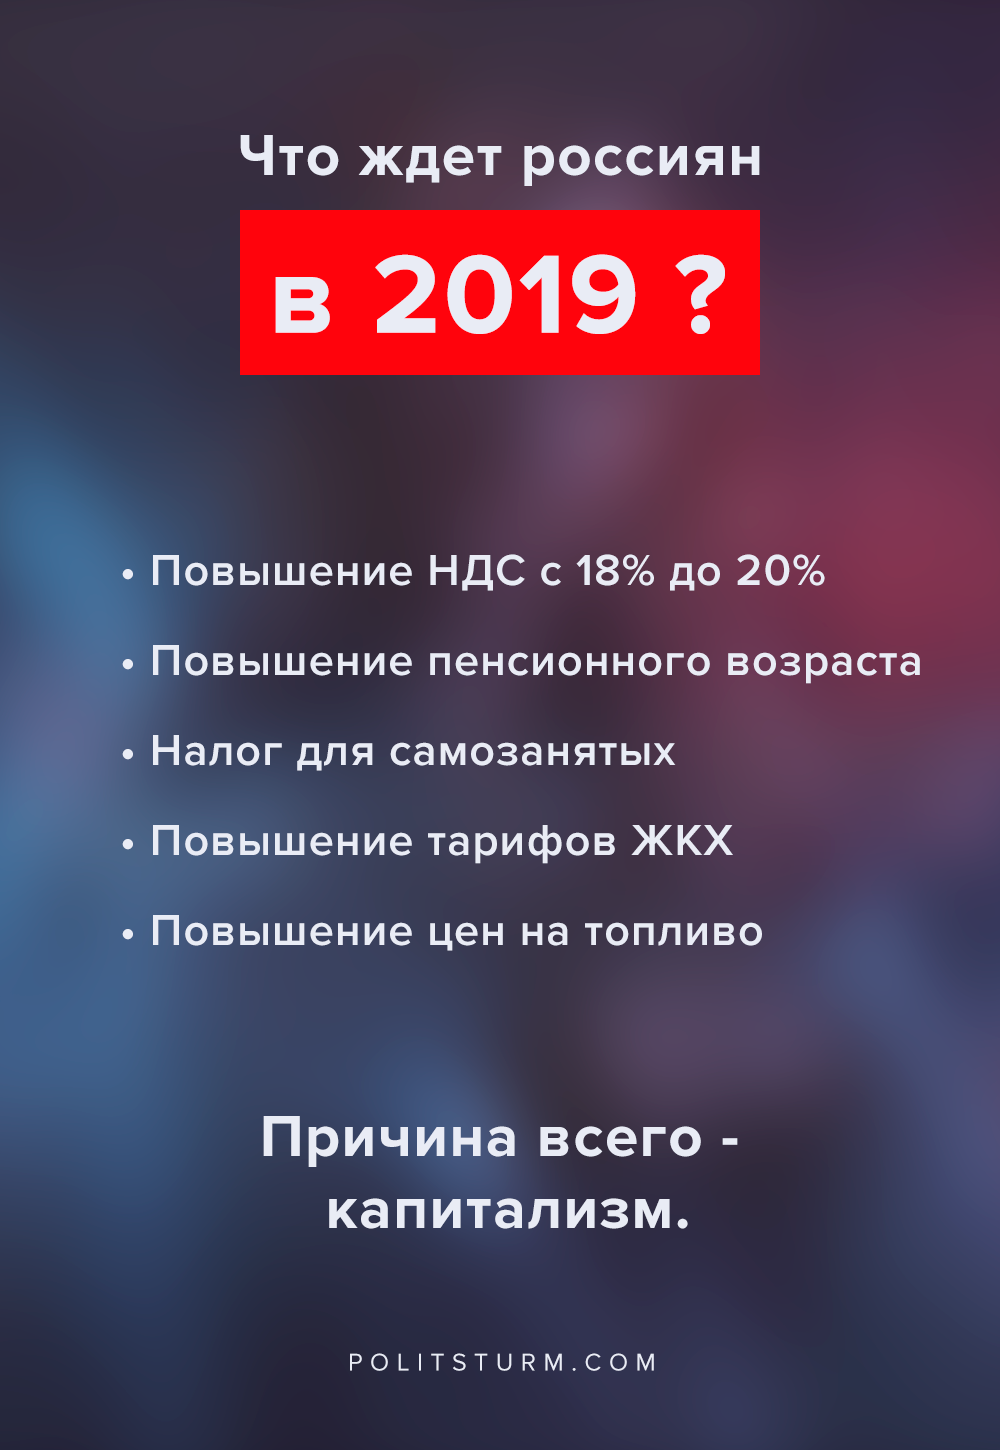 Что ждет россиян
в 2019 ?
• Повышение НДС с 18% до 20%
• Повышение пенсионного возраста
• Налог для самозанятых
• Повышение тарифов ЖКХ
• Повышение цен на топливо
Причина всего -
капитализм.
POLITSTURM.COM